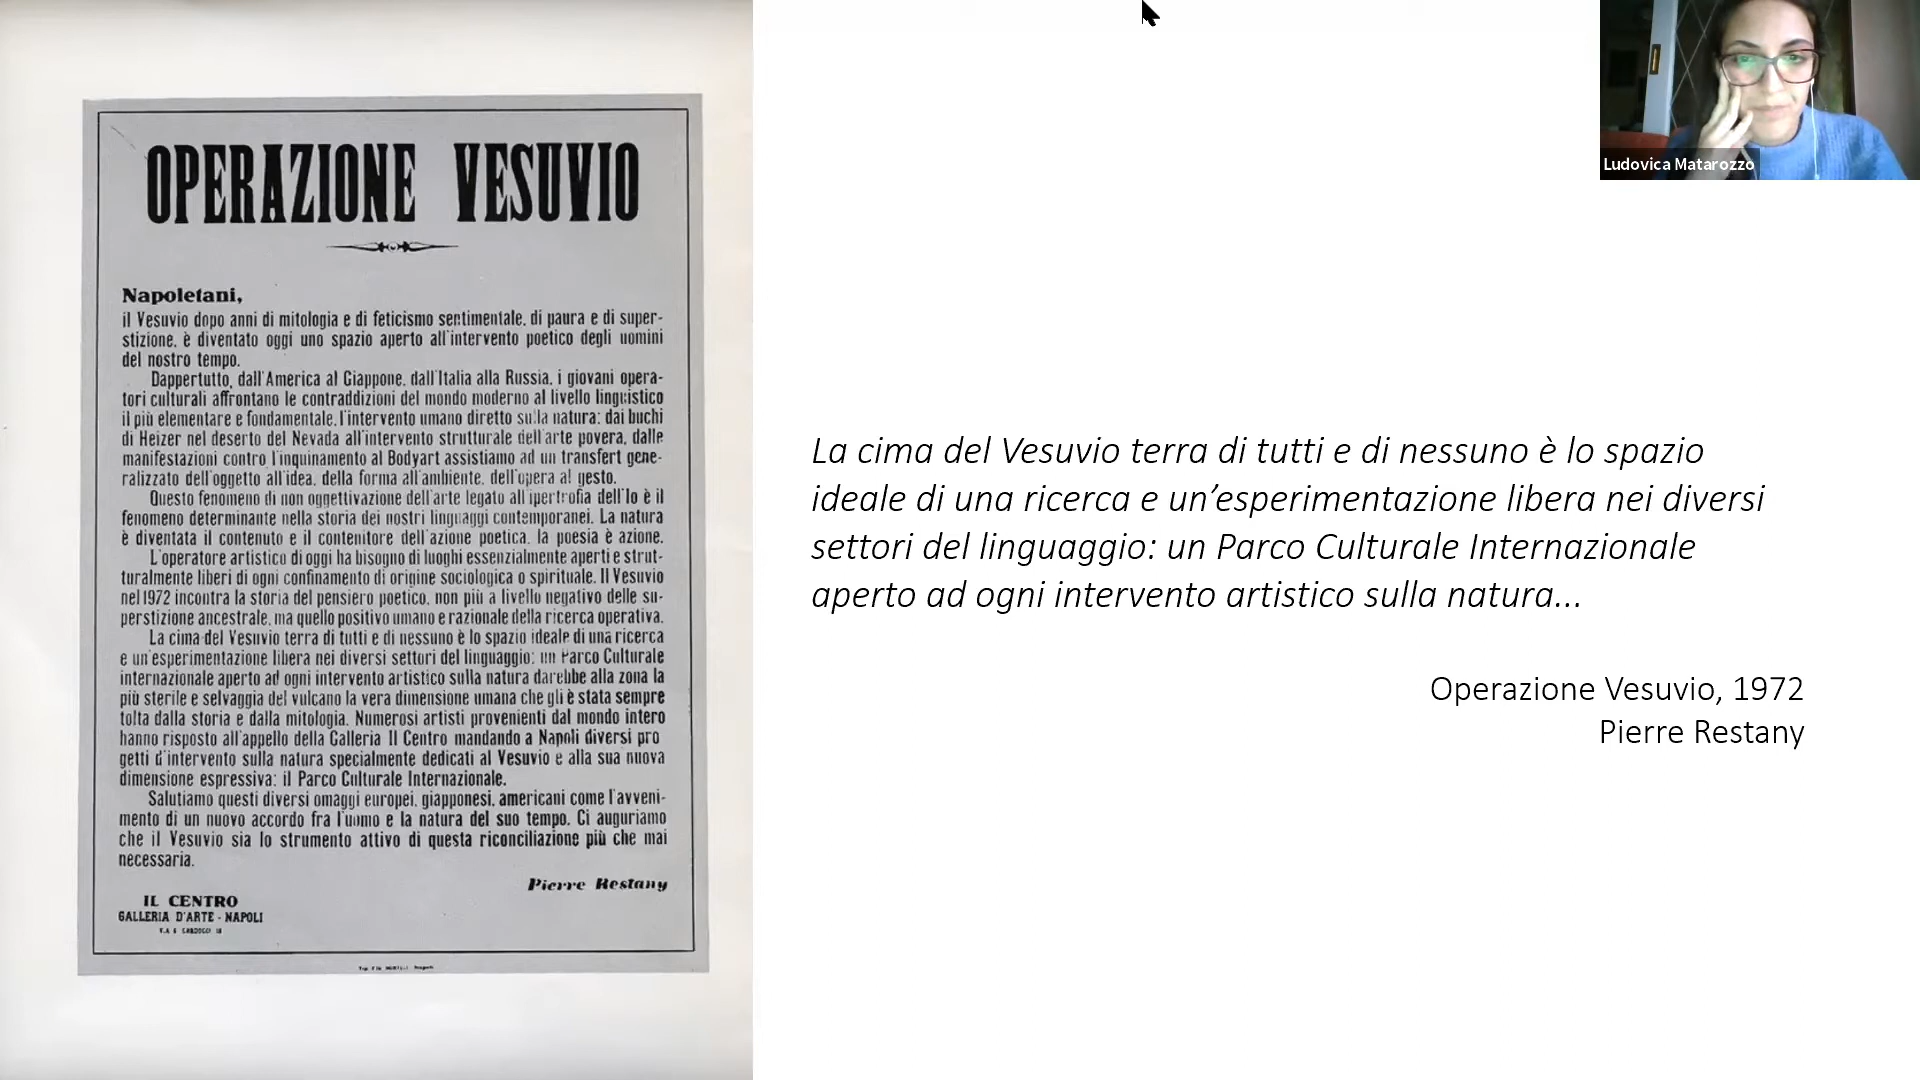 OPERAZIONE VESUVIO
Napoletani,
il Vesuvio dopo anni di mitologia e di feticismo sentimentale, di paura e di super-
stizione, è diventato oggi uno spazio aperto all'intervento poetico degli uomini
del nostro tempo.
Dappertutto, dall'America al Giappone, dall'Italia alla Russia, i giovani opera-
tori culturali affrontano le contraddizioni del mondo moderno al livello linguistico
il più elementare e fondamentale, l'intervento umano diretto sulla natura: dai buchi
di Heizer nel deserto del Nevada all'intervento strutturale dell'arte povera, dalle
manifestazioni contro l'inquinamento al Bodyart assistiamo ad un transfert gene-
ralizzato dell'oggetto all'idea, della forma all'ambiente, dell'opera al gesto.
Questo fenomeno di non oggettivazione dell'arte legato all'ipertrofia dell'Io è il
fenomeno determinante nella storia dei nostri linguaggi contemporanei. La natura
è diventata il contenuto e il contenitore dell'azione poetica, la poesia è azione.
L'operatore artistico di oggi ha bisogno di luoghi essenzialmente aperti e strut-
turalmente liberi di ogni confinamento di origine sociologica o spirituale. Il Vesuvio
nel 1972 incontra la storia del pensiero poetico, non più a livello negativo delle su-
perstizione ancestrale, ma quello positivo umano e razionale della ricerca operativa.
La cima del Vesuvio terra di tutti e di nessuno è lo spazio ideale di una ricerca
e un'esperimentazione libera nei diversi settori del linguaggio: un Parco Culturale
internazionale aperto ad ogni intervento artistico sulla natura darebbe alla zona la
più sterile e selvaggia del vulcano la vera dimensione umana che gli è stata sempre
tolta dalla storia e dalla mitologia. Numerosi artisti provenienti dal mondo intero
hanno risposto all'appello della Galleria Il Centro mandando a Napoli diversi pro
getti d'intervento sulla natura specialmente dedicati al Vesuvio e alla sua nuova
dimensione espressiva: il Parco Culturale Internazionale.
Salutiamo questi diversi omaggi europei, giapponesi, americani come l'avveni-
mento di un nuovo accordo fra l'uomo e la natura del suo tempo. Ci auguriamo
che il Vesuvio sia lo strumento attivo di questa riconciliazione più che mai
necessaria.
Pierre Restany
IL CENTRO
GALLERIA D'ARTE - NAPOLI
La cima del Vesuvio terra di tutti e di nessuno è lo spazio
ideale di una ricerca e un’esperimentazione libera nei diversi
settori del linguaggio: un Parco Culturale Internazionale
aperto ad ogni intervento artistico sulla natura...
Operazione Vesuvio, 1972
Pierre Restany
Ludovica Matarozzo